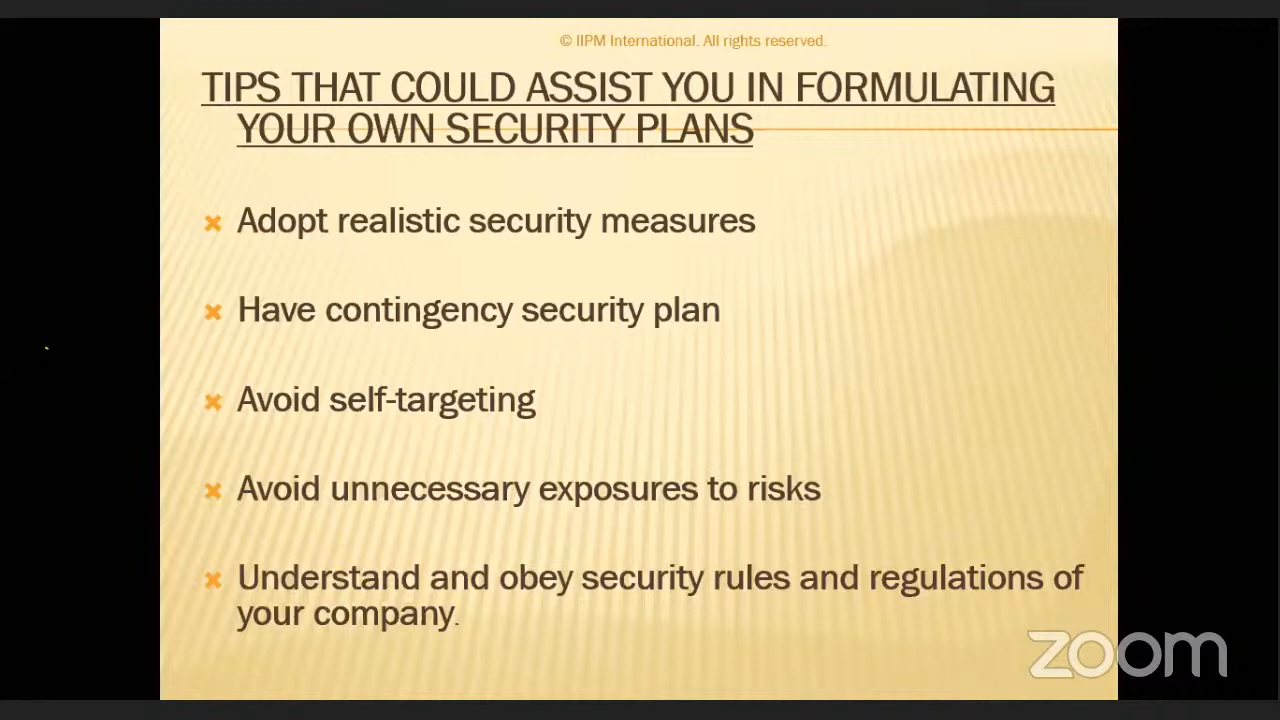 © IIPM International. All rights reserved.
TIPS THAT COULD ASSIST YOU IN FORMULATING
YOUR OWN SECURITY PLANS
Adopt realistic security measures
Have contingency security plan
Avoid self-targeting
Avoid unnecessary exposures to risks
Understand and obey security rules and regulations of
your company.
zoom